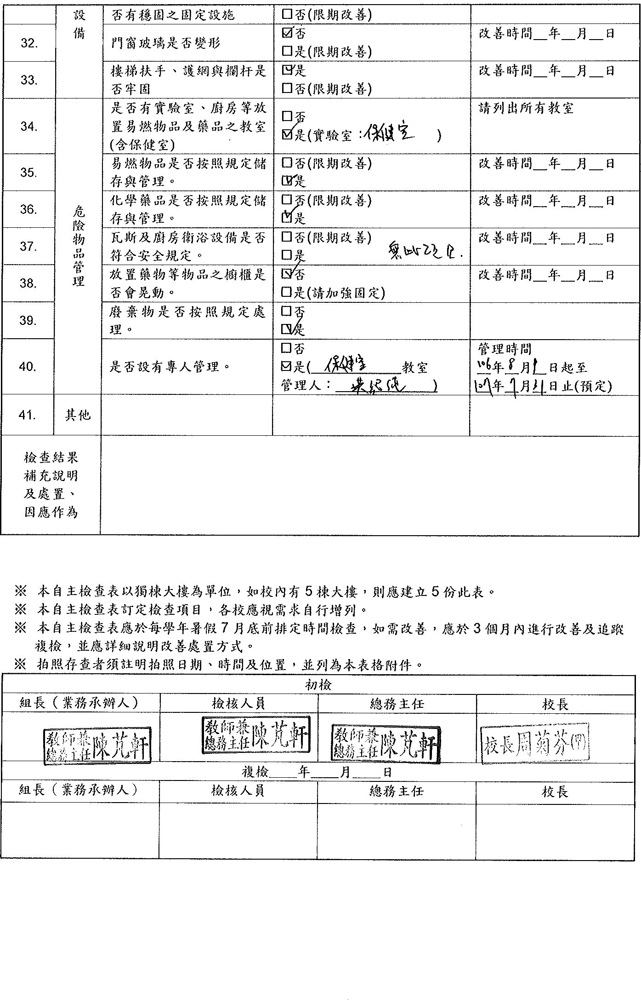 設
備
否有穩固之固定設施
□否(限期改善)
32.
門窗玻璃是否變形
☑否
□是(限期改善)
改善時間__年__月__日
33.
樓梯扶手、護網與欄杆是
否牢固
☑是
□否(限期改善)
改善時間__年__月__日
危險物品管理
34.
是否有實驗室、廚房等放
置易燃物品及藥品之教室
(含保健室)
□否
☑是(實驗室：保健室 )
請列出所有教室
35.
易燃物品是否按照規定儲
存與管理。
□否(限期改善)
☑是
改善時間__年__月__日
36.
化學藥品是否按照規定儲
存與管理。
□否(限期改善)
☑是
改善時間__年__月__日
37.
瓦斯及廚房衛浴設備是否
符合安全規定。
□否(限期改善)
□是
無此
改善時間__年__月__日
38.
放置藥物等物品之櫥櫃是
否會晃動。
☑否
□是(請加強固定)
改善時間__年__月__日
39.
廢棄物是否按照規定處
理。
□否
☑是
40.
是否設有專人管理。
□否
☑是( 保健室 教室
管理人： )
管理時間
106年8月1日起至
107年7月31日止(預定)
41.
其他
檢查結果
補充說明
及處置、
因應作為
※ 本自主檢查表以獨棟大樓為單位，如校內有 5 棟大樓，則應建立 5 份此表。
※ 本自主檢查表訂定檢查項目，各校應視需求自行增列。
※ 本自主檢查表應於每學年暑假 7 月底前排定時間檢查，如需改善，應於 3 個月內進行改善及追蹤
複檢，並應詳細說明改善處置方式。
※ 拍照存查者須註明拍照日期、時間及位置，並列為本表格附件。
初檢
組長（業務承辦人） 檢核人員 總務主任 校長
教師兼總務主任陳芃軒 教師兼總務主任陳芃軒 教師兼總務主任陳芃軒 校長周菊芬(甲)
複檢____年____月____日
組長（業務承辦人） 檢核人員 總務主任 校長